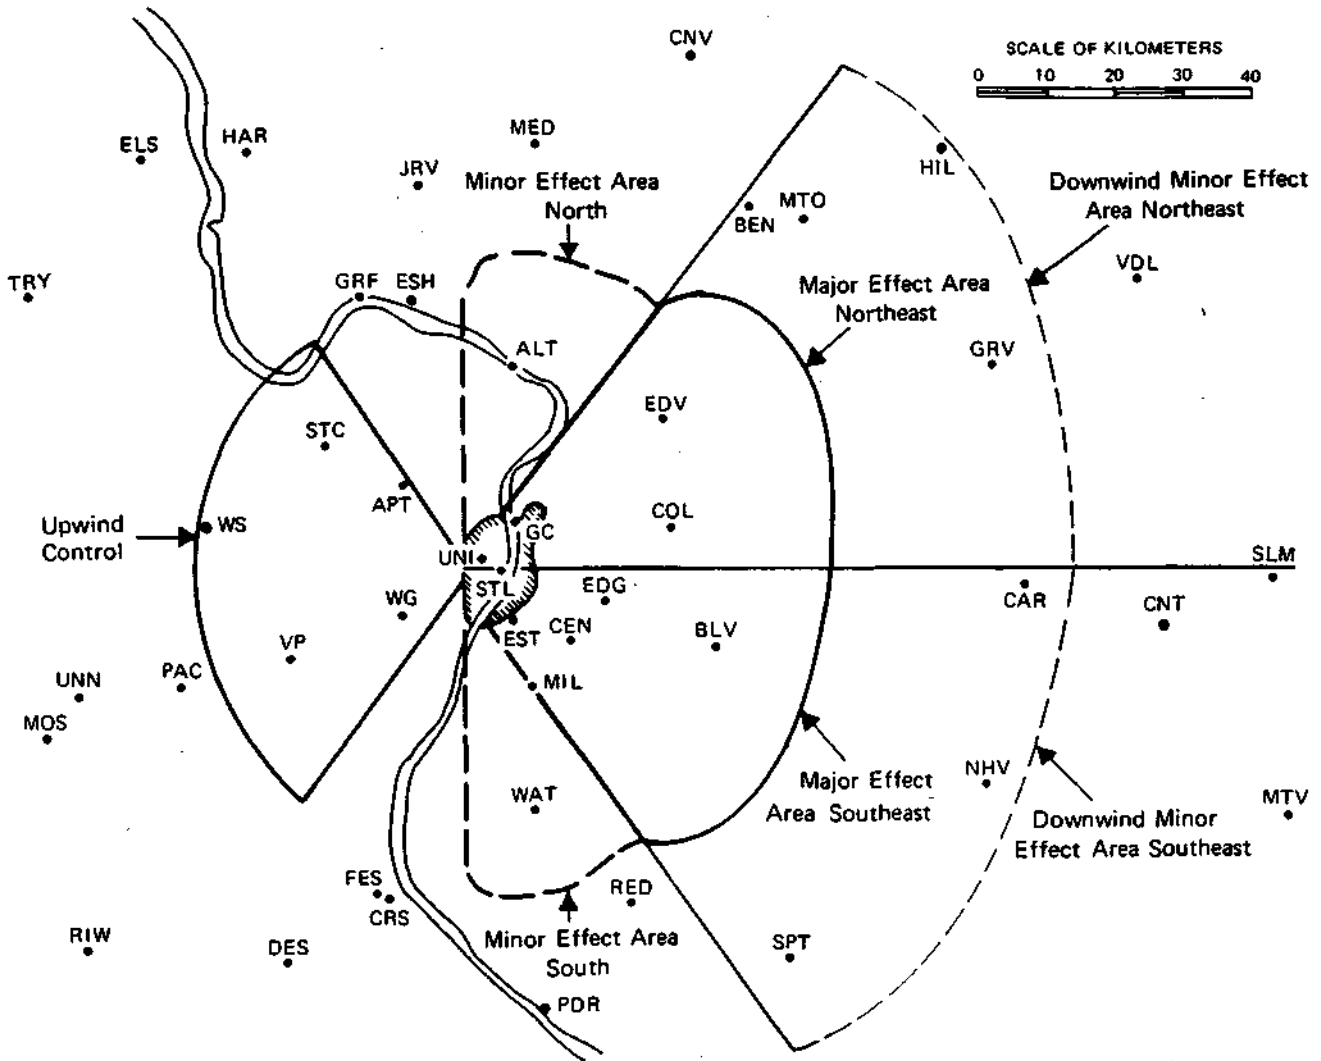 CNV
SCALE OF KILOMETERS
0 10 20 30 40
ELS
HAR
MED
JRV
HIL
Minor Effect Area
North
Downwind Minor Effect
Area Northeast
BEN
MTO
TRY
GRF
ESH
VDL
Major Effect Area
Northeast
ALT
GRV
EDV
STC
APT
COL
Upwind
Control
WS
GC
UNI
SLM
STL
EDG
CAR
CNT
WG
EST
CEN
BLV
VP
PAC
UNN
MIL
MOS
WAT
Major Effect
Area Southeast
NHV
MTV
Downwind Minor
Effect Area Southeast
FES
CRS
RED
RIW
DES
Minor Effect Area
South
SPT
PDR